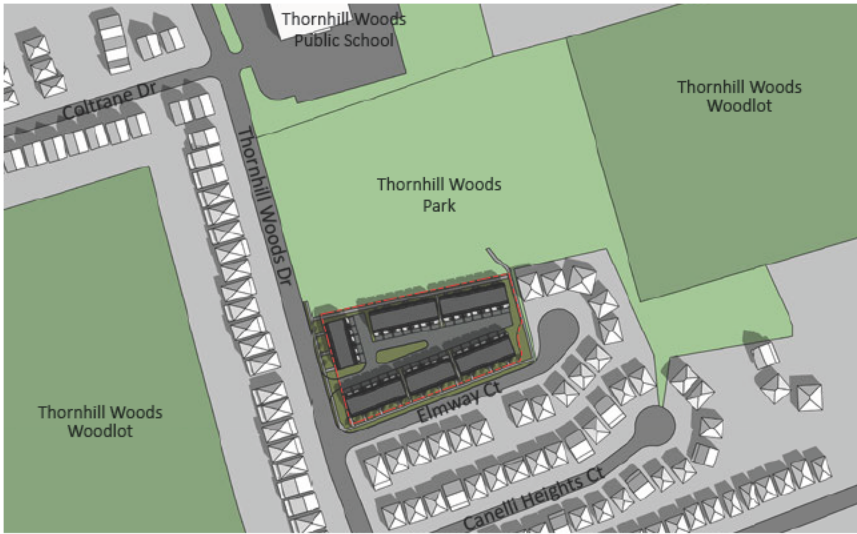 Thornhill Woods
Public School
Coltrane Dr
Thornhill Woods
Woodlot
Thornhill Woods Dr
Thornhill Woods
Park
Thornhill Woods
Woodlot
Elmway Ct
Canelli Heights Ct